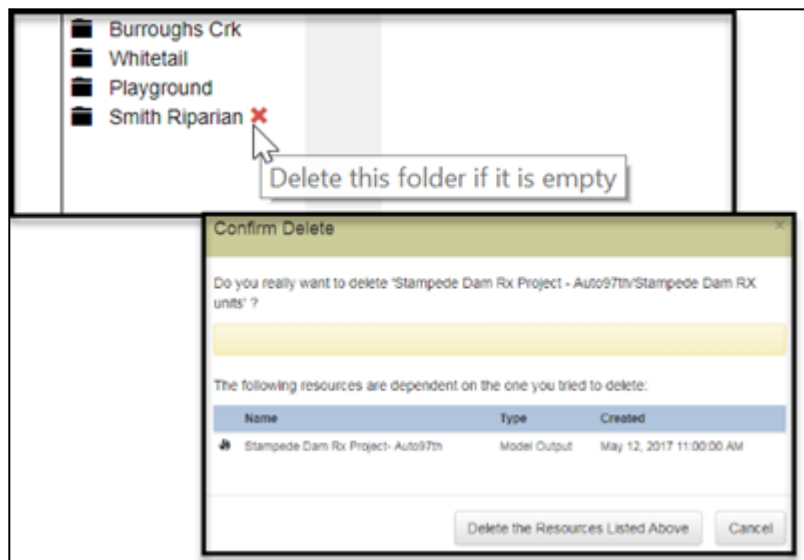 Burroughs Crk
Whitetail
Playground
Smith Riparian
Delete this folder if it is empty
Confirm Delete
Do you really want to delete 'Stampede Dam Rx Project - Auto97th/Stampede Dam RX
units' ?
The following resources are dependent on the one you tried to delete:
Name Type Created
Stampede Dam Rx Project- Auto97th Model Output May 12, 2017 11:00:00 AM
Delete the Resources Listed Above Cancel